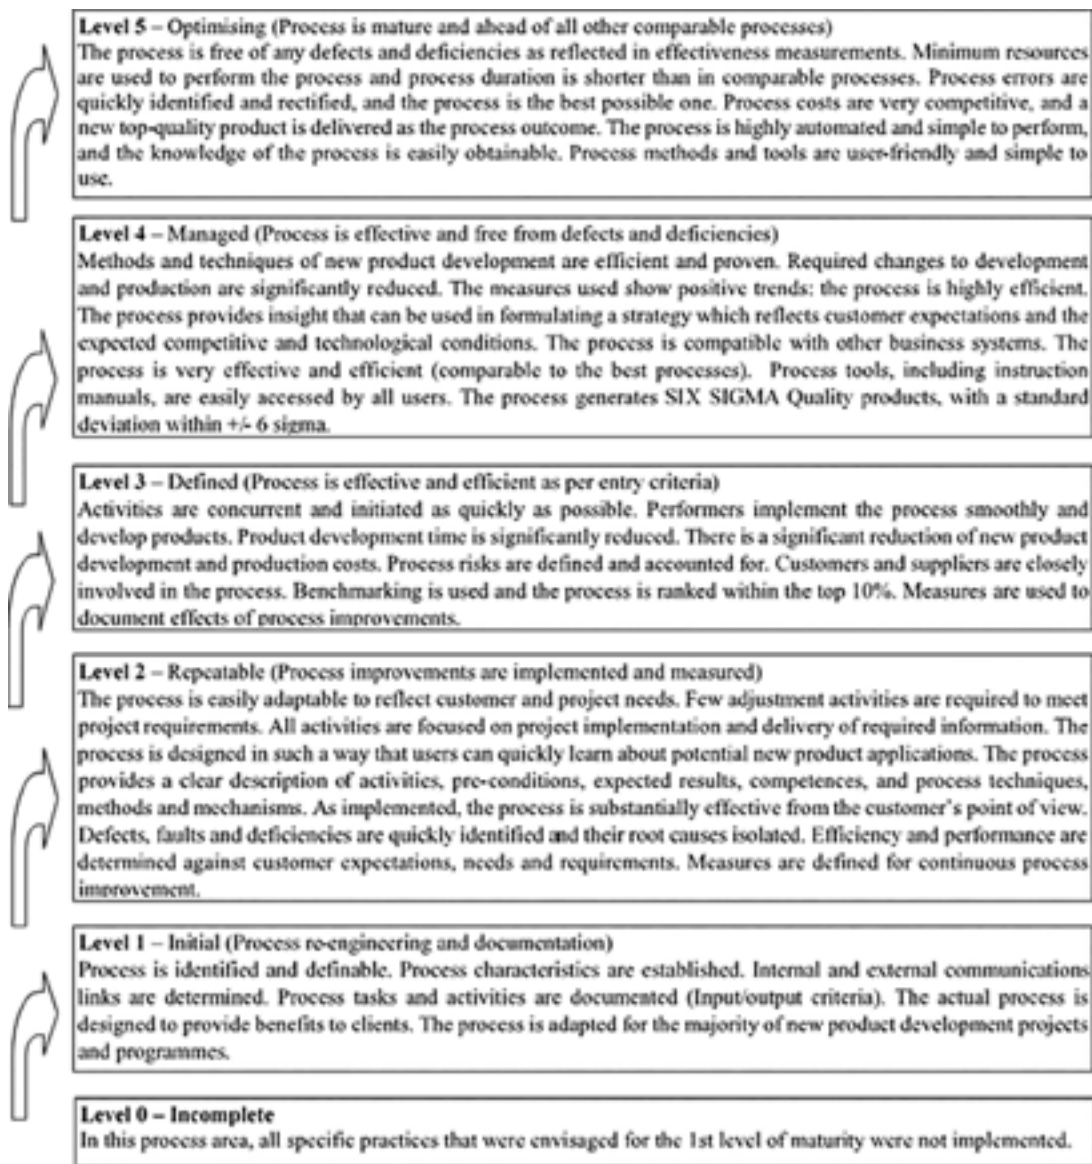 Level 5 – Optimising (Process is mature and ahead of all other comparable processes)
The process is free of any defects and deficiencies as reflected in effectiveness measurements. Minimum resources
are used to perform the process and process duration is shorter than in comparable processes. Process errors are
quickly identified and rectified, and the process is the best possible one. Process costs are very competitive, and a
new top-quality product is delivered as the process outcome. The process is highly automated and simple to perform,
and the knowledge of the process is easily obtainable. Process methods and tools are user-friendly and simple to
use.
Level 4 – Managed (Process is effective and free from defects and deficiencies)
Methods and techniques of new product development are efficient and proven. Required changes to development
and production are significantly reduced. The measures used show positive trends: the process is highly efficient.
The process provides insight that can be used in formulating a strategy which reflects customer expectations and the
expected competitive and technological conditions. The process is compatible with other business systems. The
process is very effective and efficient (comparable to the best processes). Process tools, including instruction
manuals, are easily accessed by all users. The process generates SIX SIGMA Quality products, with a standard
deviation within +/- 6 sigma.
Level 3 – Defined (Process is effective and efficient as per entry criteria)
Activities are concurrent and initiated as quickly as possible. Performers implement the process smoothly and
develop products. Product development time is significantly reduced. There is a significant reduction of new product
development and production costs. Process risks are defined and accounted for. Customers and suppliers are closely
involved in the process. Benchmarking is used and the process is ranked within the top 10%. Measures are used to
document effects of process improvements.
Level 2 – Repeatable (Process improvements are implemented and measured)
The process is easily adaptable to reflect customer and project needs. Few adjustment activities are required to meet
project requirements. All activities are focused on project implementation and delivery of required information. The
process is designed in such a way that users can quickly learn about potential new product applications. The process
provides a clear description of activities, pre-conditions, expected results, competences, and process techniques,
methods and mechanisms. As implemented, the process is substantially effective from the customer's point of view.
Defects, faults and deficiencies are quickly identified and their root causes isolated. Efficiency and performance are
determined against customer expectations, needs and requirements. Measures are defined for continuous process
improvement.
Level 1 – Initial (Process re-engineering and documentation)
Process is identified and definable. Process characteristics are established. Internal and external communications
links are determined. Process tasks and activities are documented (Input/output criteria). The actual process is
designed to provide benefits to clients. The process is adapted for the majority of new product development projects
and programmes.
Level 0 – Incomplete
In this process area, all specific practices that were envisaged for the 1st level of maturity were not implemented.